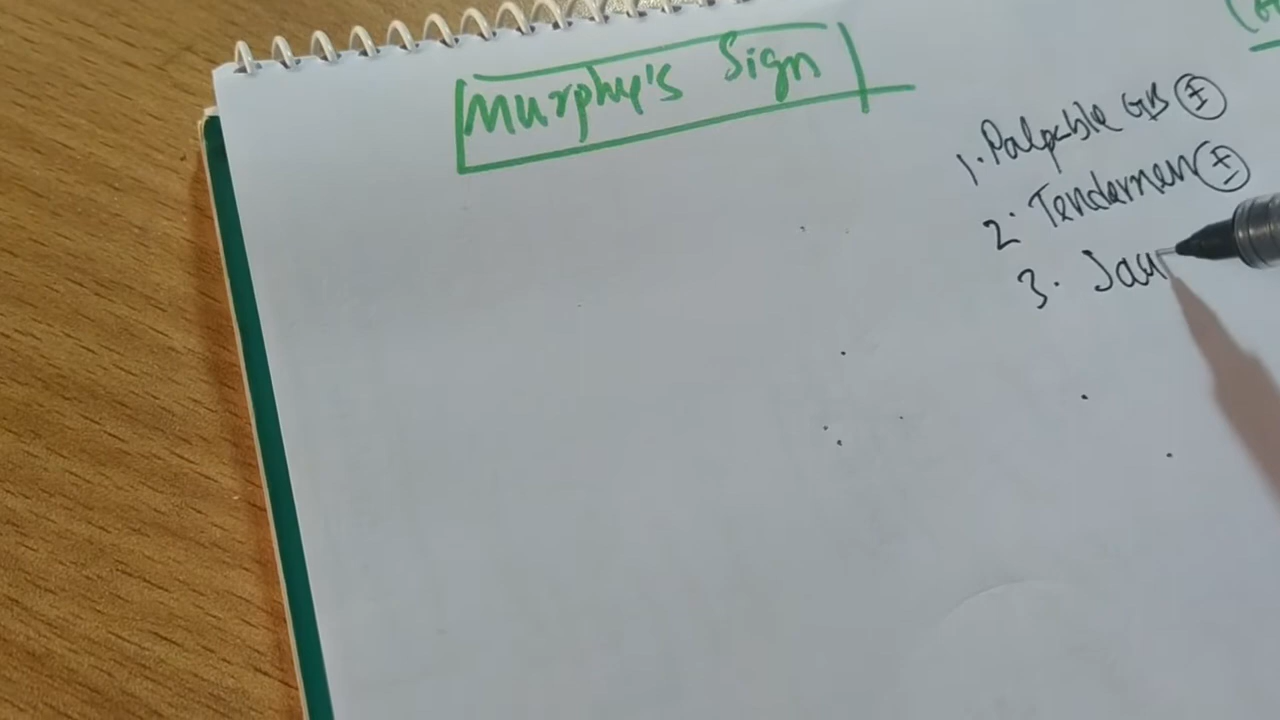 Murphy's Sign
1. Palpable GB ±
2. Tenderness ±
3. Jau